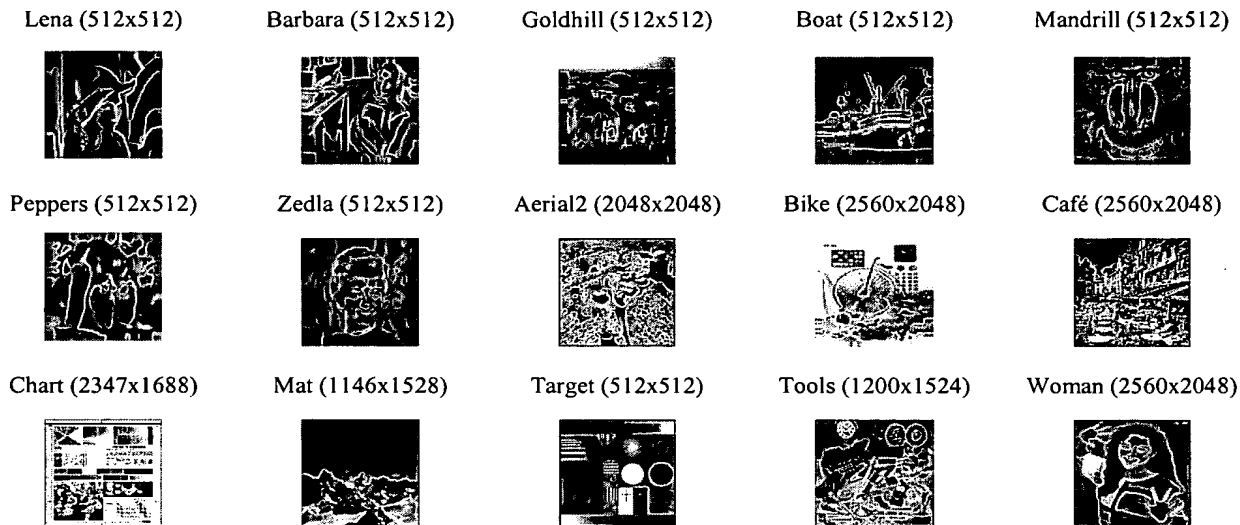 Lena (512x512) Barbara (512x512) Goldhill (512x512) Boat (512x512) Mandrill (512x512)
Peppers (512x512) Zedla (512x512) Aerial2 (2048x2048) Bike (2560x2048) Café (2560x2048)
Chart (2347x1688) Mat (1146x1528) Target (512x512) Tools (1200x1524) Woman (2560x2048)